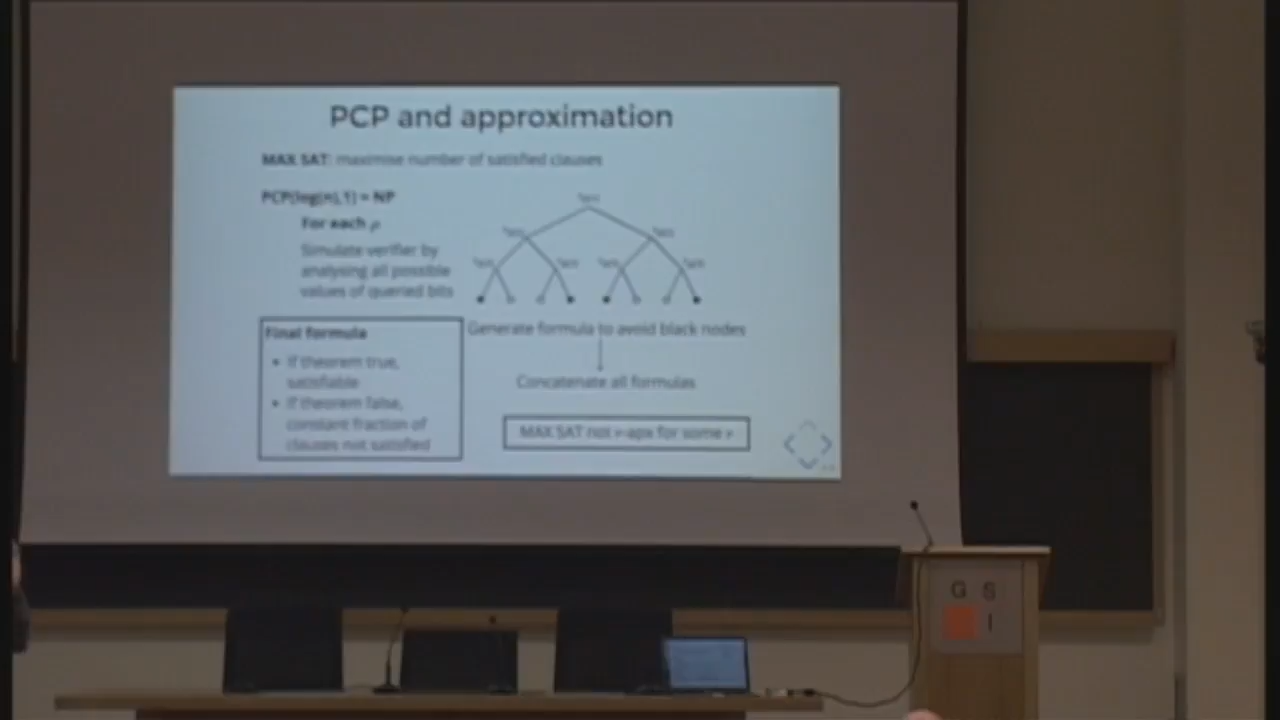 PCP and approximation
MAX SAT: maximise number of satisfied clauses
PCP(log(n),1) = NP
For each ρ
Simulate verifier by
analysing all possible
values of queried bits
Final formula
• If theorem true,
satisfiable
• If theorem false,
constant fraction of
clauses not satisfied
Generate formula to avoid black nodes
Concatenate all formulas
MAX SAT not r-apx for some r
G S
I